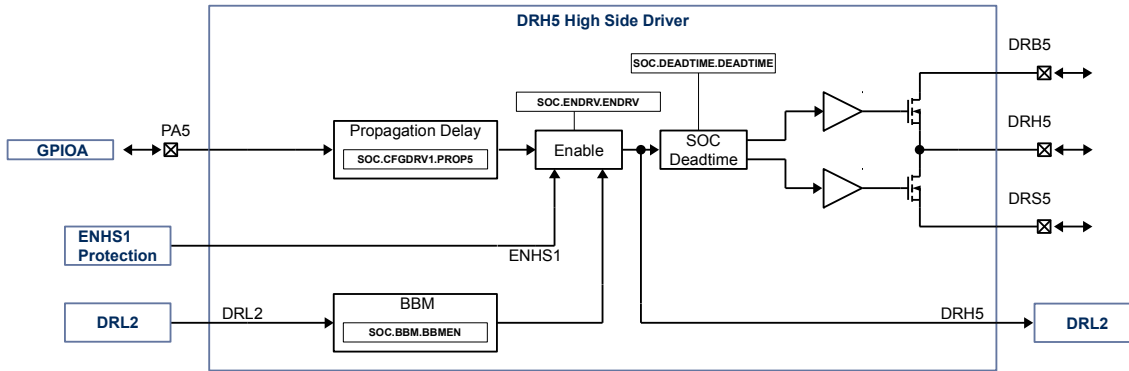 DRH5 High Side Driver
DRB5
SOC.DEADTIME.DEADTIME
SOC.ENDRV.ENDRV
PA5
Propagation Delay
DRH5
GPIOA
SOC.CFGDRV1.PROP5
Enable
SOC
Deadtime
DRS5
ENHS1
Protection
ENHS1
BBM
DRL2
DRL2
SOC.BBM.BBMEN
DRH5
DRL2